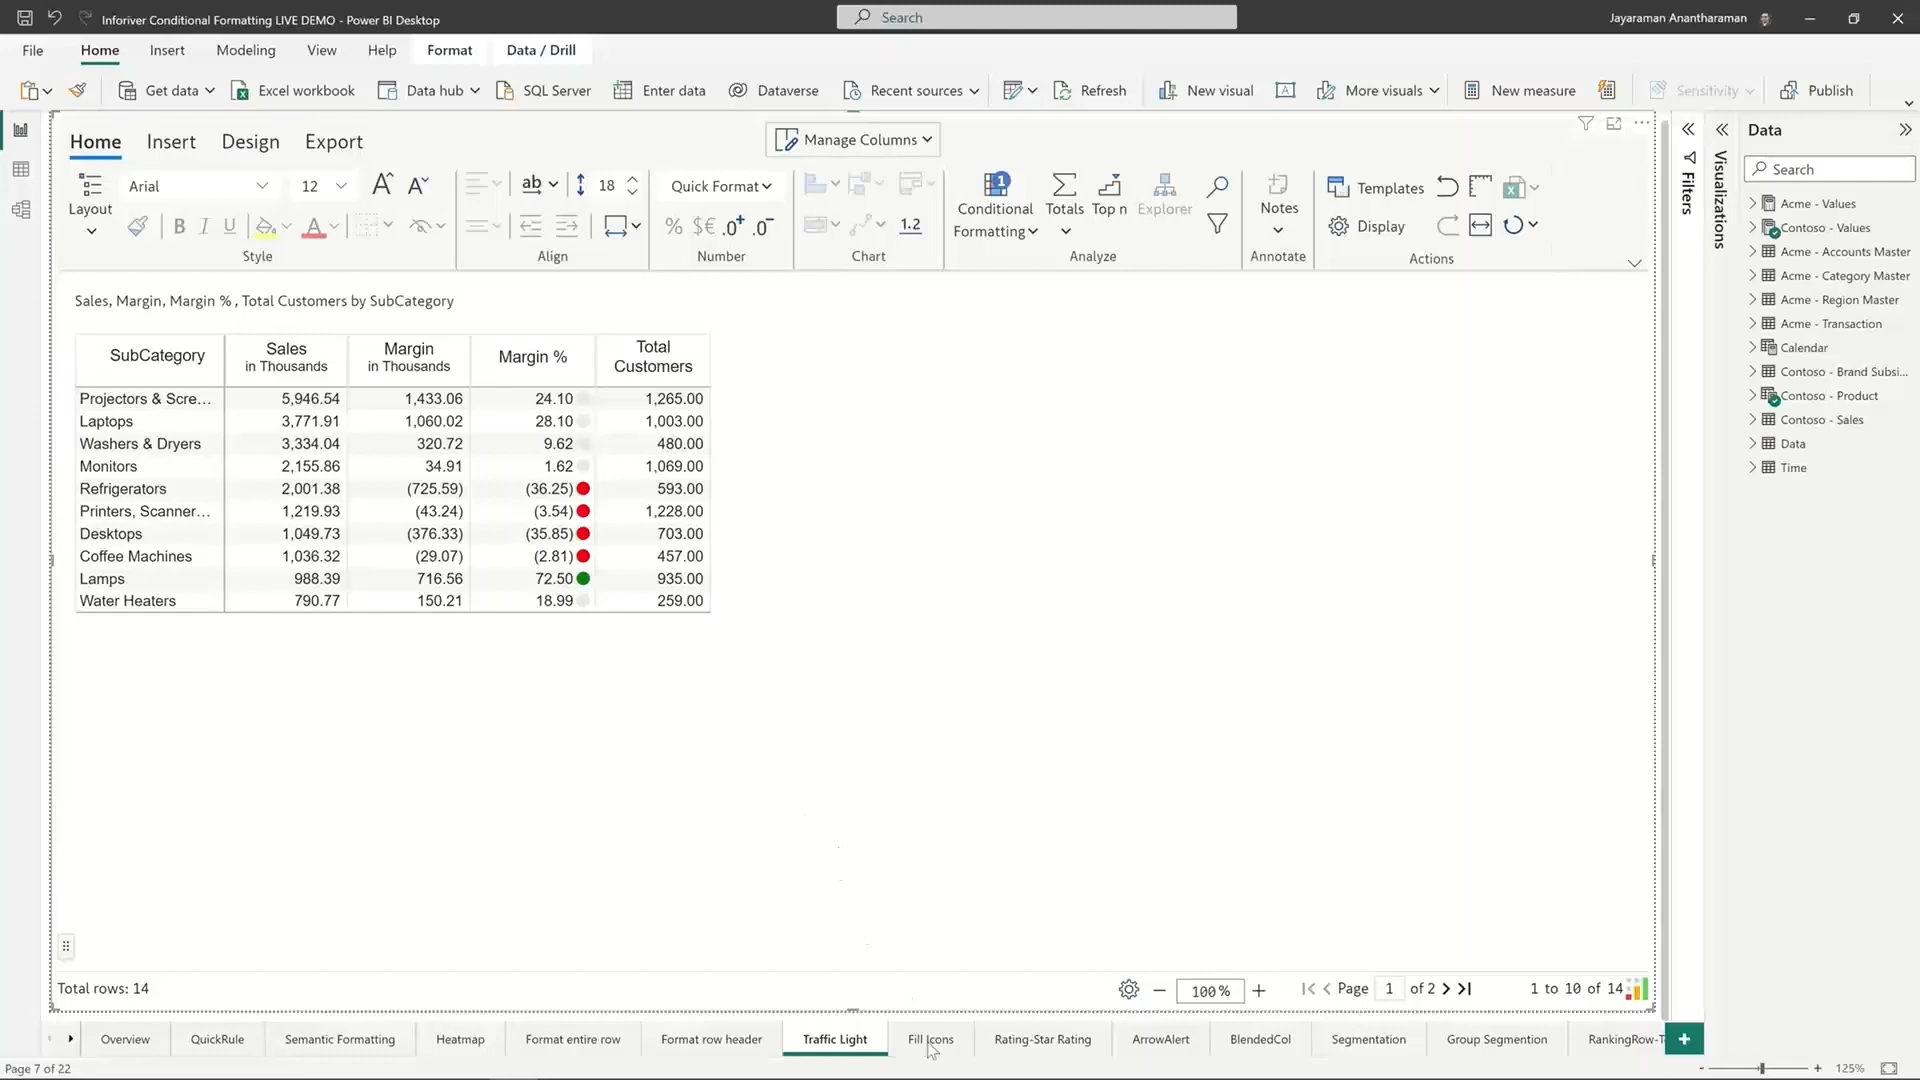 Inforiver Conditional Formatting LIVE DEMO - Power BI Desktop
Search
Jayaraman Anantharaman
File Home Insert Modeling View Help Format Data / Drill
Get data Excel workbook Data hub SQL Server Enter data Dataverse Recent sources Refresh New visual More visuals New measure Sensitivity Publish
Home Insert Design Export
Manage Columns
Layout
Arial 12
B I U A
Style
ab 18
Align
Quick Format
% $€ .0+ .0-
Number
1.2
Chart
1
Conditional Formatting
Totals
Top n
Explorer
Analyze
Notes
Annotate
Templates
Display
Actions
Filters
Visualizations
Data
Search
Acme - Values
Contoso - Values
Acme - Accounts Master
Acme - Category Master
Acme - Region Master
Acme - Transaction
Calendar
Contoso - Brand Subsi...
Contoso - Product
Contoso - Sales
Data
Time
Sales, Margin, Margin % , Total Customers by SubCategory
SubCategory Sales in Thousands Margin in Thousands Margin % Total Customers
Projectors & Scre... 5,946.54 1,433.06 24.10 1,265.00
Laptops 3,771.91 1,060.02 28.10 1,003.00
Washers & Dryers 3,334.04 320.72 9.62 480.00
Monitors 2,155.86 34.91 1.62 1,069.00
Refrigerators 2,001.38 (725.59) (36.25) 593.00
Printers, Scanner... 1,219.93 (43.24) (3.54) 1,228.00
Desktops 1,049.73 (376.33) (35.85) 703.00
Coffee Machines 1,036.32 (29.07) (2.81) 457.00
Lamps 988.39 716.56 72.50 935.00
Water Heaters 790.77 150.21 18.99 259.00
Total rows: 14
100 %
Page 1 of 2
1 to 10 of 14
Overview QuickRule Semantic Formatting Heatmap Format entire row Format row header Traffic Light Fill Icons Rating-Star Rating ArrowAlert BlendedCol Segmentation Group Segmention RankingRow-T
Page 7 of 22
125%